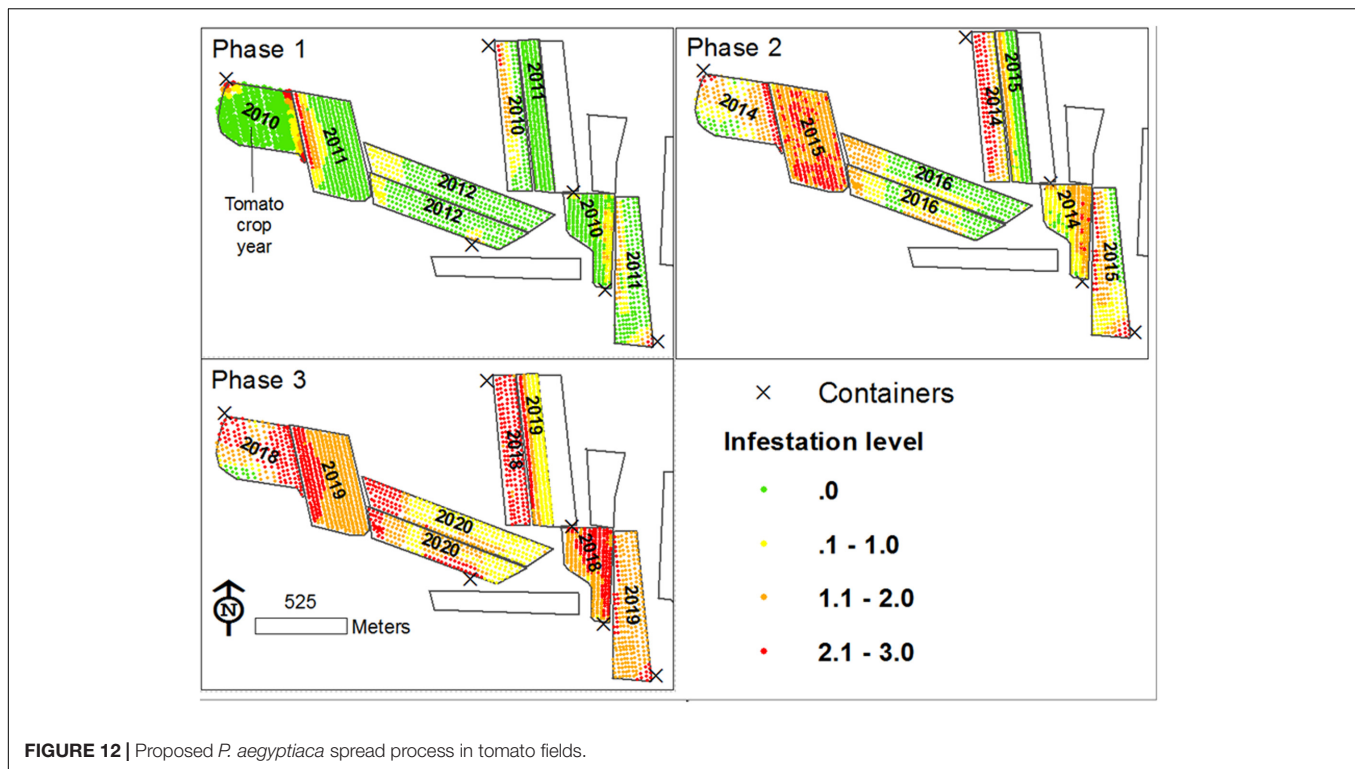 Phase 1
2010
2011
2010
2011
2012
2012
2010
2011
Tomato
crop
year
Phase 2
2014
2015
2014
2015
2016
2016
2014
2015
Phase 3
2018
2019
2018
2019
2020
2020
2018
2019
N
525
Meters
Containers
Infestation level
.0
.1 - 1.0
1.1 - 2.0
2.1 - 3.0
FIGURE 12 | Proposed P. aegyptiaca spread process in tomato fields.